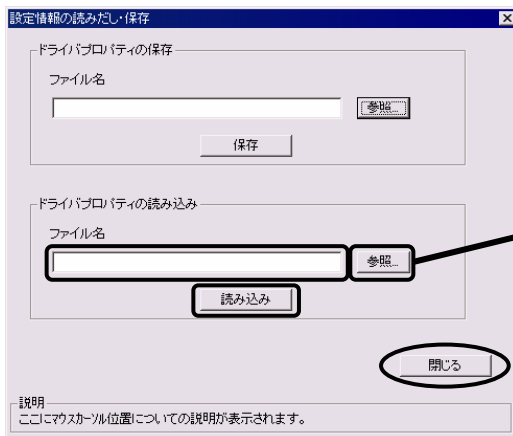 設定情報の読みだし・保存
ドライバプロパティの保存
ファイル名
参照...
保存
ドライバプロパティの読み込み
ファイル名
参照...
読み込み
閉じる
説明
ここにマウスカーソル位置についての説明が表示されます。